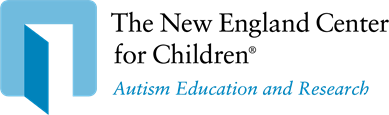 The New England Center
for Children®
Autism Education and Research